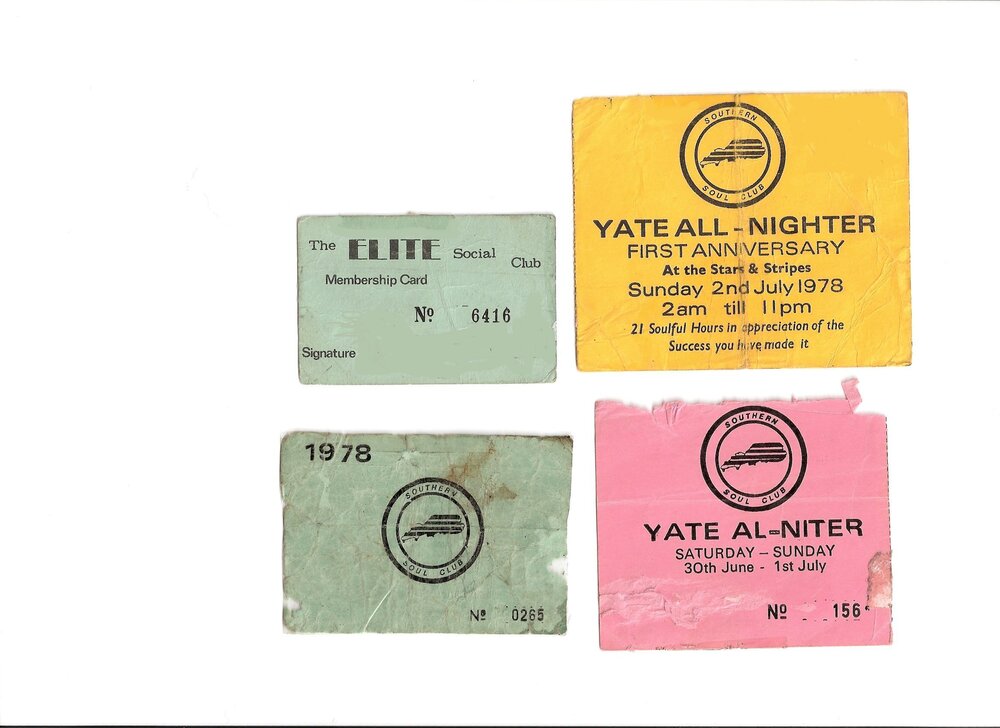 The ELITE Social Club
Membership Card
Nº 6416
Signature
SOUTHERN
SOUL CLUB
YATE ALL-NIGHTER
FIRST ANNIVERSARY
At the Stars & Stripes
Sunday 2nd July 1978
2am till 11pm
21 Soulful Hours in appreciation of the
Success you have made it
1978
SOUTHERN
SOUL CLUB
Nº 0265
SOUTHERN
SOUL CLUB
YATE AL-NITER
SATURDAY – SUNDAY
30th June - 1st July
Nº 156